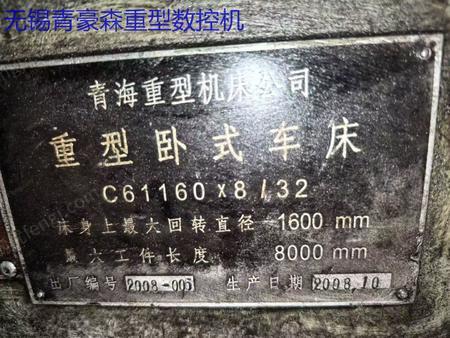 无锡青豪森重型数控机
青海重型机床公司
重型卧式车床
C61160×8/32
床身上最大回转直径 1600 mm
最大工件长度 8000 mm
出厂编号 2008-005 生产日期 2008.10